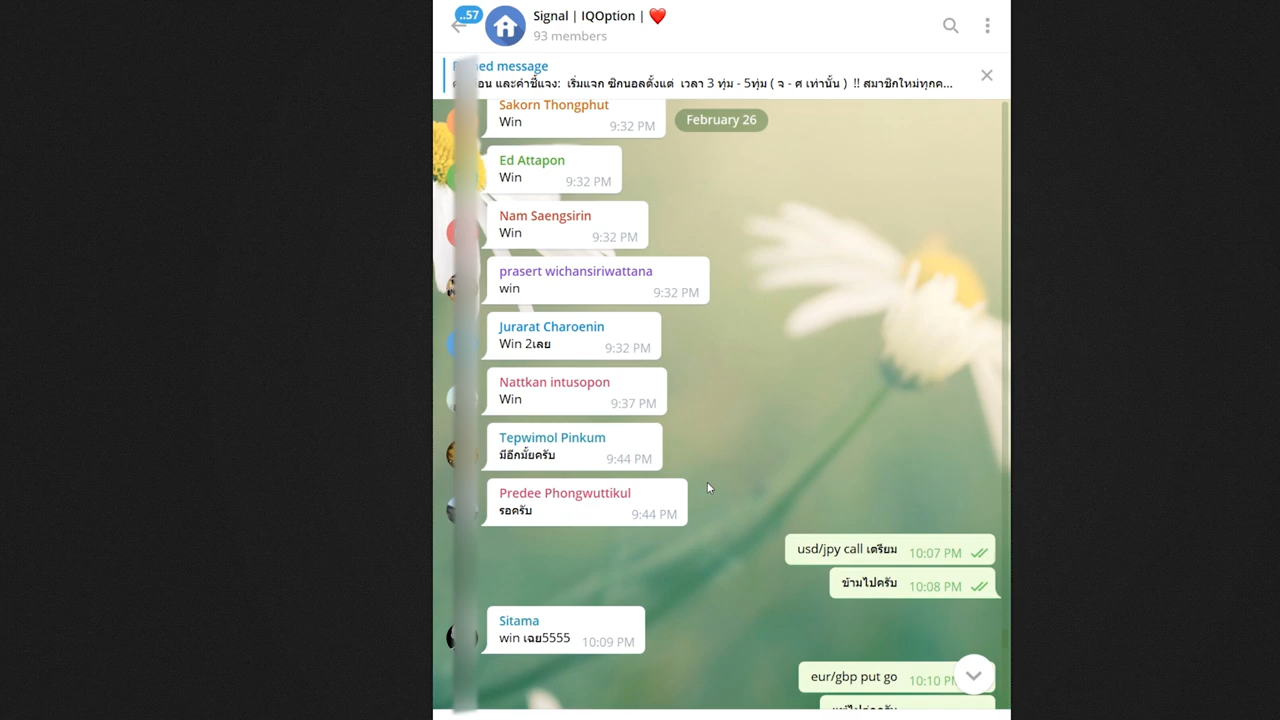 ..57
Signal | IQOption | ❤️
93 members
ned message
และคำชี้แจง: เริ่มแจก ซิกนอลตั้งแต่ เวลา 3 ทุ่ม - 5ทุ่ม ( จ - ศ เท่านั้น ) !! สมาชิกใหม่ทุกค...
February 26
Sakorn Thongphut
Win
9:32 PM
Ed Attapon
Win
9:32 PM
Nam Saengsirin
Win
9:32 PM
prasert wichansiriwattana
win
9:32 PM
Jurarat Charoenin
Win 2เลย
9:32 PM
Nattkan intusopon
Win
9:37 PM
Tepwimol Pinkum
มีอีกมั้ยครับ
9:44 PM
Predee Phongwuttikul
รอครับ
9:44 PM
usd/jpy call เตรียม 10:07 PM
ข้ามไปครับ 10:08 PM
Sitama
win เฉย5555 10:09 PM
eur/gbp put go 10:10